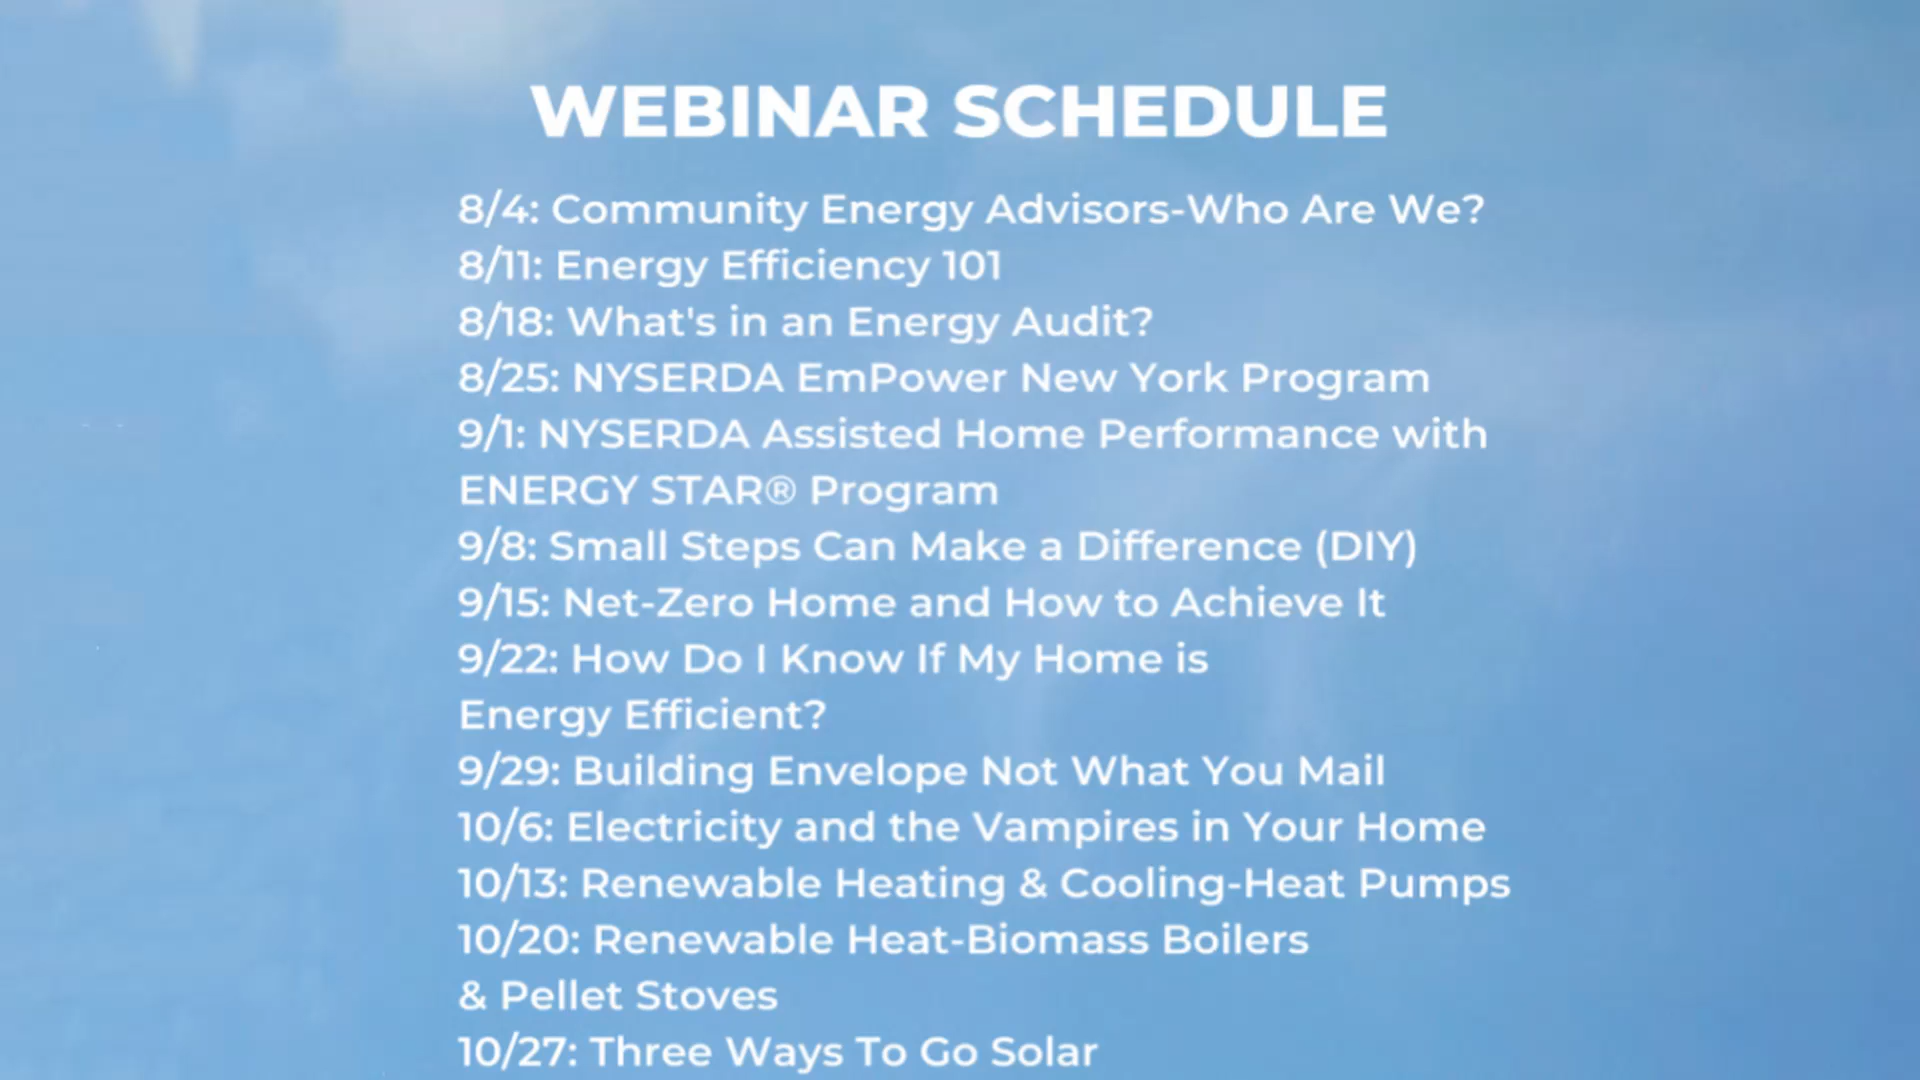 WEBINAR SCHEDULE
8/4: Community Energy Advisors-Who Are We?
8/11: Energy Efficiency 101
8/18: What's in an Energy Audit?
8/25: NYSERDA EmPower New York Program
9/1: NYSERDA Assisted Home Performance with
ENERGY STAR® Program
9/8: Small Steps Can Make a Difference (DIY)
9/15: Net-Zero Home and How to Achieve It
9/22: How Do I Know If My Home is
Energy Efficient?
9/29: Building Envelope Not What You Mail
10/6: Electricity and the Vampires in Your Home
10/13: Renewable Heating & Cooling-Heat Pumps
10/20: Renewable Heat-Biomass Boilers
& Pellet Stoves
10/27: Three Ways To Go Solar